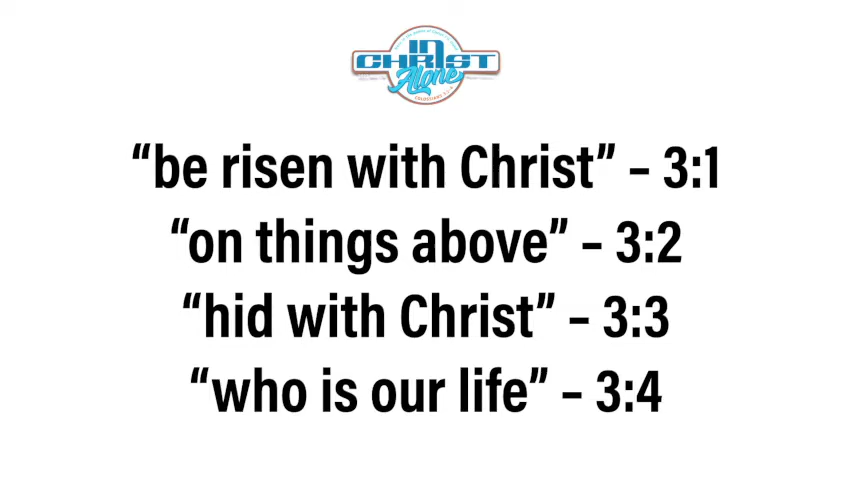 IN
CHRIST
Alone
"be risen with Christ" – 3:1
"on things above" – 3:2
"hid with Christ" – 3:3
"who is our life" – 3:4